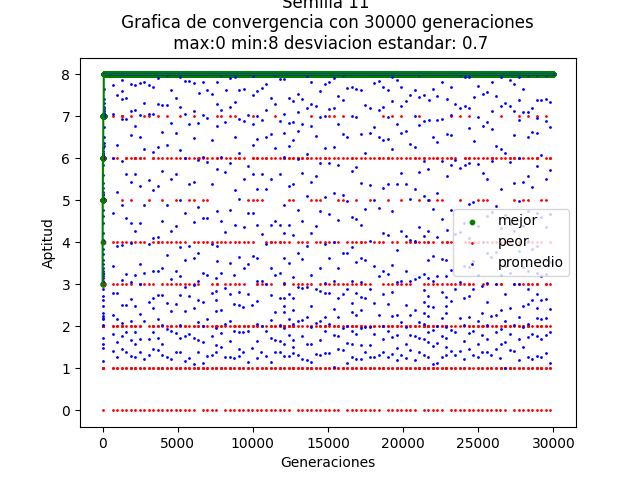 Semilla 11
Grafica de convergencia con 30000 generaciones
max:0 min:8 desviacion estandar: 0.7
8
7
6
5
4
3
2
1
0
Aptitud
mejor
peor
promedio
0 5000 10000 15000 20000 25000 30000
Generaciones